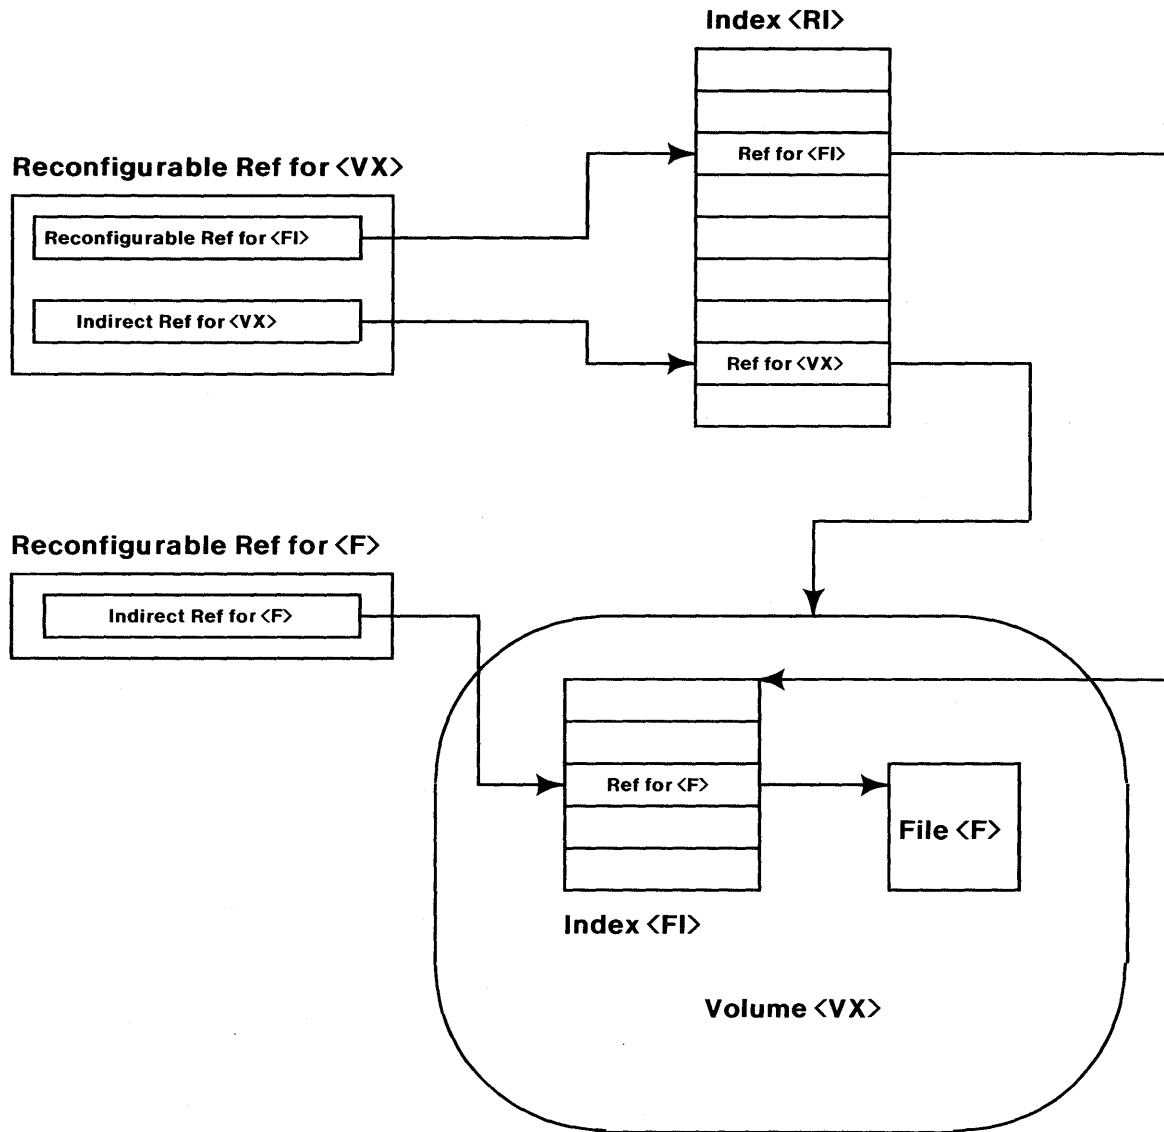 Index <RI>
Ref for <FI>
Reconfigurable Ref for <VX>
Reconfigurable Ref for <FI>
Indirect Ref for <VX>
Ref for <VX>
Reconfigurable Ref for <F>
Indirect Ref for <F>
Ref for <F>
File <F>
Index <FI>
Volume <VX>